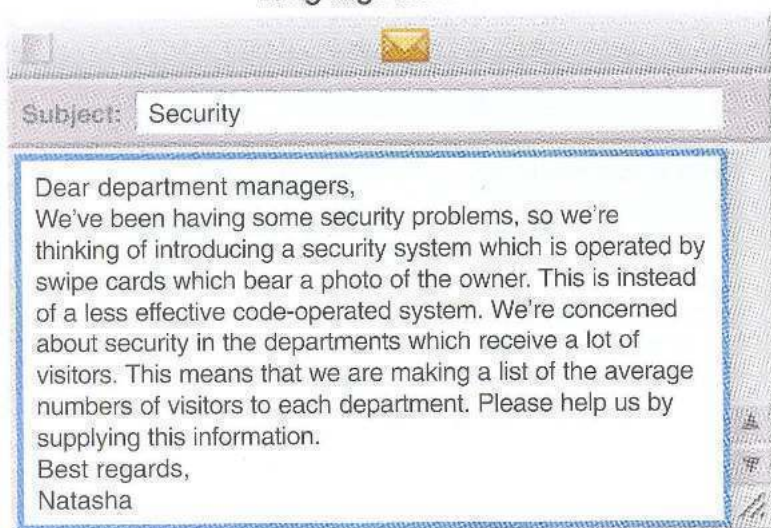 Subject: Security
Dear department managers,
We've been having some security problems, so we're
thinking of introducing a security system which is operated by
swipe cards which bear a photo of the owner. This is instead
of a less effective code-operated system. We're concerned
about security in the departments which receive a lot of
visitors. This means that we are making a list of the average
numbers of visitors to each department. Please help us by
supplying this information.
Best regards,
Natasha